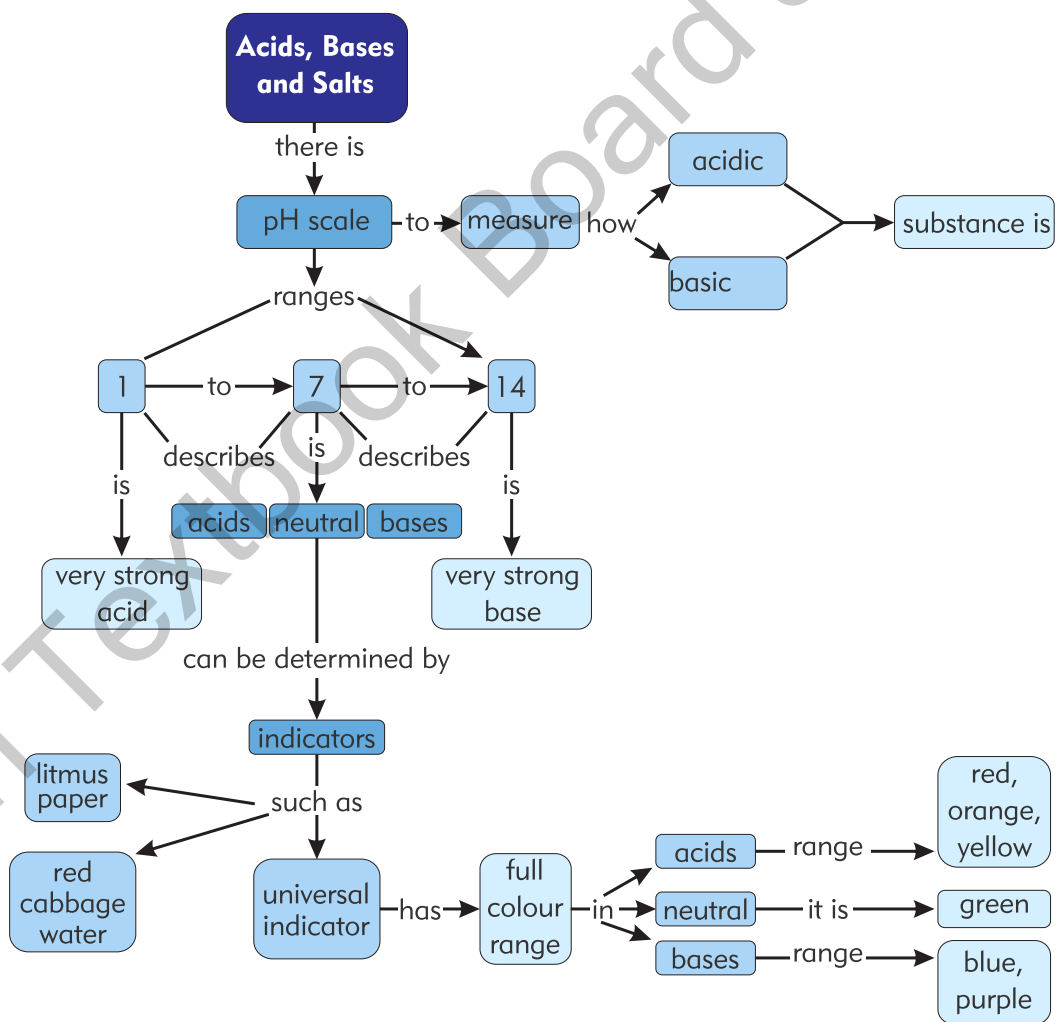 Acids, Bases
and Salts
there is
pH scale
to
measure
how
acidic
basic
substance is
ranges
1
to
7
to
14
describes
is
describes
is
is
acids
neutral
bases
very strong
acid
very strong
base
can be determined by
indicators
such as
litmus
paper
red
cabbage
water
universal
indicator
has
full
colour
range
in
acids
range
red,
orange,
yellow
neutral
it is
green
bases
range
blue,
purple
Textbook Board